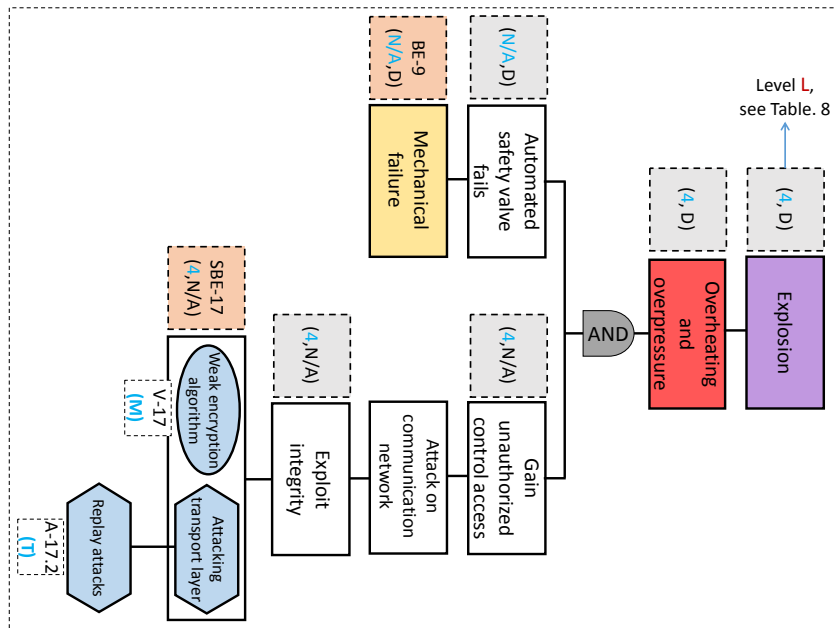 Level L,
see Table. 8
(4, D)
Explosion
(4, D)
Overheating
and
overpressure
AND
(N/A,D)
Automated
safety valve
fails
BE-9
(N/A,D)
Mechanical
failure
(4,N/A)
Gain
unauthorized
control access
Attack on
communication
network
(4,N/A)
Exploit
integrity
SBE-17
(4,N/A)
Weak encryption
algorithm
V-17
(M)
Attacking
transport layer
Replay attacks
A-17.2
(T)